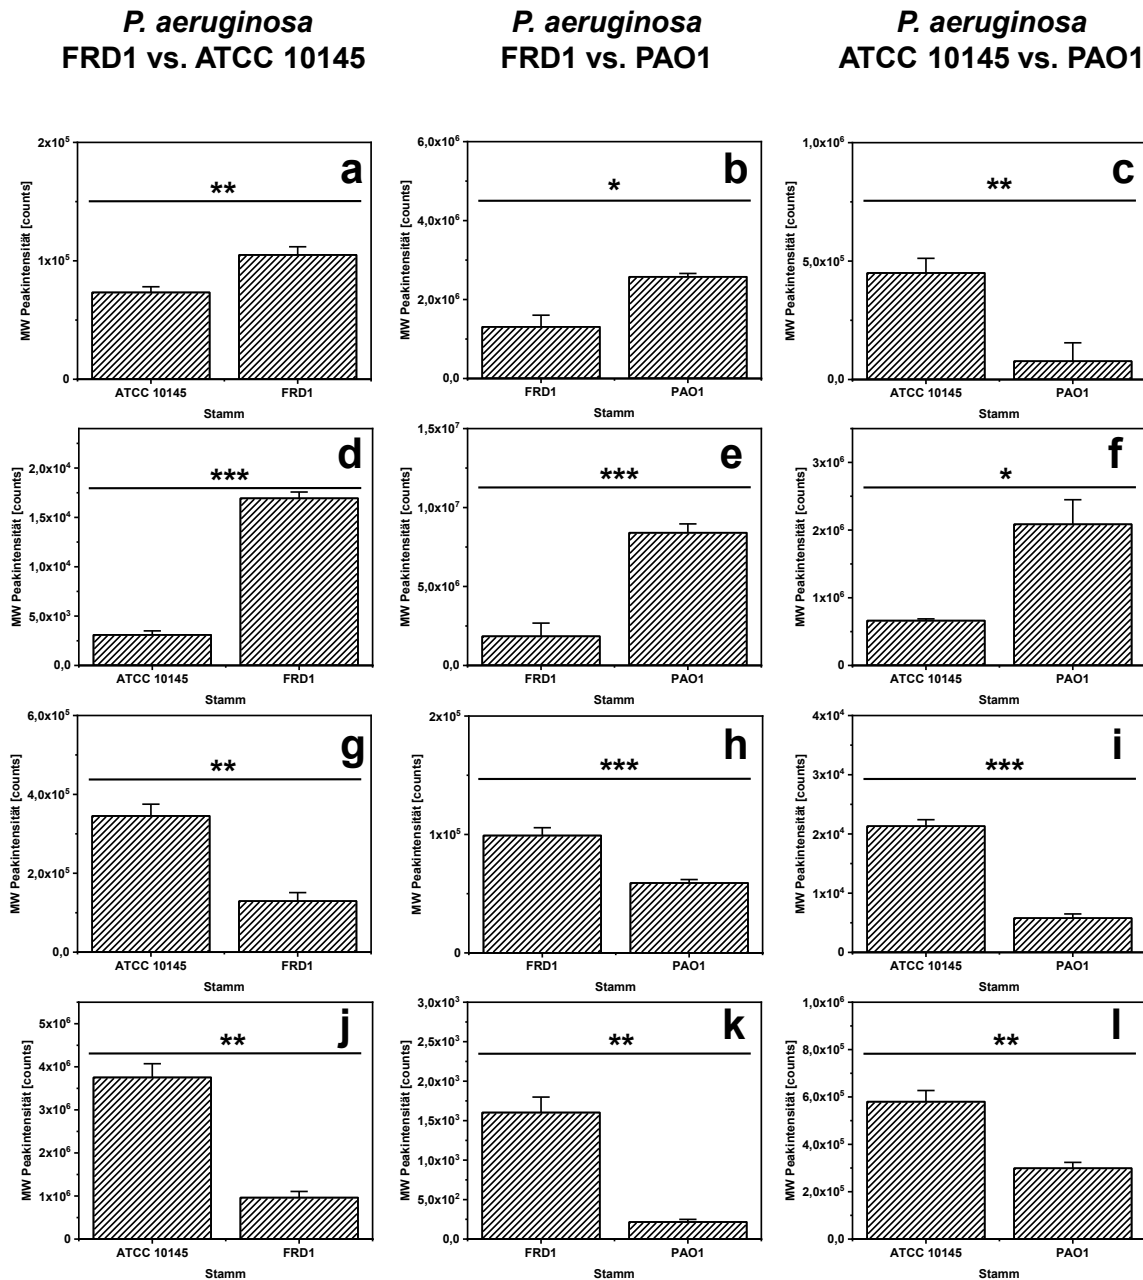 P. aeruginosa
FRD1 vs. ATCC 10145
P. aeruginosa
FRD1 vs. PAO1
P. aeruginosa
ATCC 10145 vs. PAO1
a
**
MW Peakintensität [counts]
2x10⁵
1x10⁵
0
ATCC 10145 FRD1
Stamm
b
*
MW Peakintensität [counts]
6,0x10⁶
4,0x10⁶
2,0x10⁶
0,0
FRD1 PAO1
Stamm
c
**
MW Peakintensität [counts]
1,0x10⁶
5,0x10⁵
0,0
ATCC 10145 PAO1
Stamm
d
***
MW Peakintensität [counts]
2,0x10⁴
1,5x10⁴
1,0x10⁴
5,0x10³
0,0
ATCC 10145 FRD1
Stamm
e
***
MW Peakintensität [counts]
1,5x10⁷
1,0x10⁷
5,0x10⁶
0,0
FRD1 PAO1
Stamm
f
*
MW Peakintensität [counts]
3x10⁶
2x10⁶
1x10⁶
0
ATCC 10145 PAO1
Stamm
g
**
MW Peakintensität [counts]
6,0x10⁵
4,0x10⁵
2,0x10⁵
0,0
ATCC 10145 FRD1
Stamm
h
***
MW Peakintensität [counts]
2x10⁵
1x10⁵
0
FRD1 PAO1
Stamm
i
***
MW Peakintensität [counts]
4x10⁴
3x10⁴
2x10⁴
1x10⁴
0
ATCC 10145 PAO1
Stamm
j
**
MW Peakintensität [counts]
5x10⁶
4x10⁶
3x10⁶
2x10⁶
1x10⁶
0
ATCC 10145 FRD1
Stamm
k
**
MW Peakintensität [counts]
3,0x10³
2,5x10³
2,0x10³
1,5x10³
1,0x10³
5,0x10²
0,0
FRD1 PAO1
Stamm
l
**
MW Peakintensität [counts]
1,0x10⁶
8,0x10⁵
6,0x10⁵
4,0x10⁵
2,0x10⁵
0,0
ATCC 10145 PAO1
Stamm